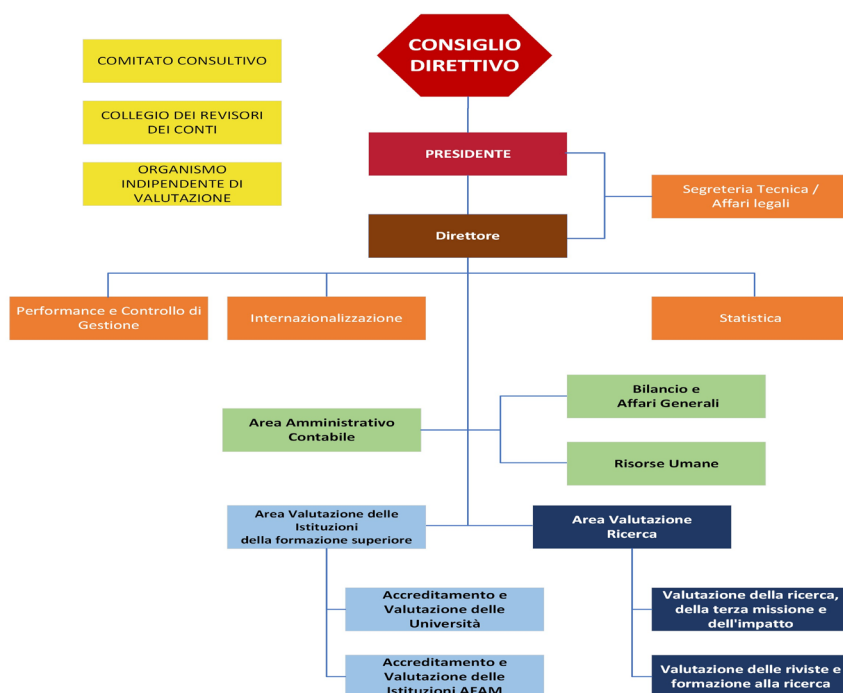 CONSIGLIO
DIRETTIVO
COMITATO CONSULTIVO
COLLEGIO DEI REVISORI
DEI CONTI
ORGANISMO
INDIPENDENTE DI
VALUTAZIONE
PRESIDENTE
Segreteria Tecnica /
Affari legali
Direttore
Performance e Controllo di
Gestione
Internazionalizzazione
Statistica
Area Amministrativo
Contabile
Bilancio e
Affari Generali
Risorse Umane
Area Valutazione delle
Istituzioni
della formazione superiore
Area Valutazione
Ricerca
Accreditamento e
Valutazione delle
Università
Accreditamento e
Valutazione delle
Istituzioni AFAM
Valutazione della ricerca,
della terza missione e
dell'impatto
Valutazione delle riviste e
formazione alla ricerca